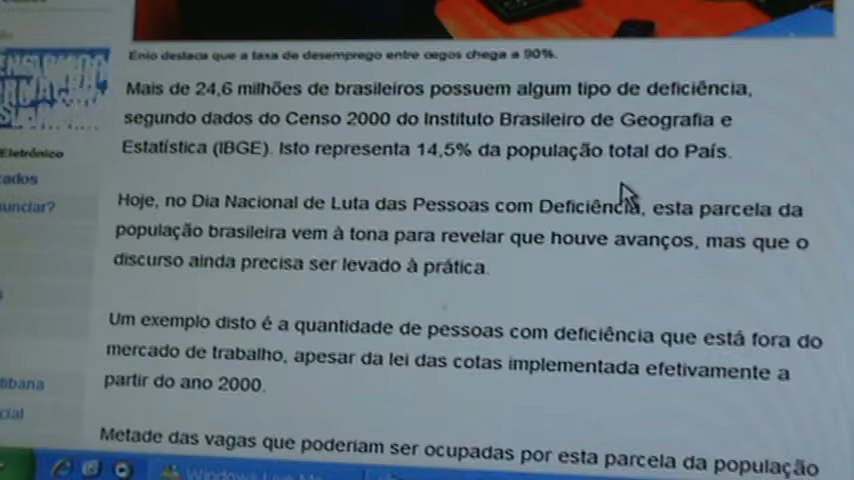 Enio destaca que a taxa de desemprego entre cegos chega a 90%.
Mais de 24,6 milhões de brasileiros possuem algum tipo de deficiência,
segundo dados do Censo 2000 do Instituto Brasileiro de Geografia e
Estatística (IBGE). Isto representa 14,5% da população total do País.
Hoje, no Dia Nacional de Luta das Pessoas com Deficiência, esta parcela da
população brasileira vem à tona para revelar que houve avanços, mas que o
discurso ainda precisa ser levado à prática.
Um exemplo disto é a quantidade de pessoas com deficiência que está fora do
mercado de trabalho, apesar da lei das cotas implementada efetivamente a
partir do ano 2000.
Metade das vagas que poderiam ser ocupadas por esta parcela da população
Eletrônico
cados
unciar?
tibana
cial
Windows Live